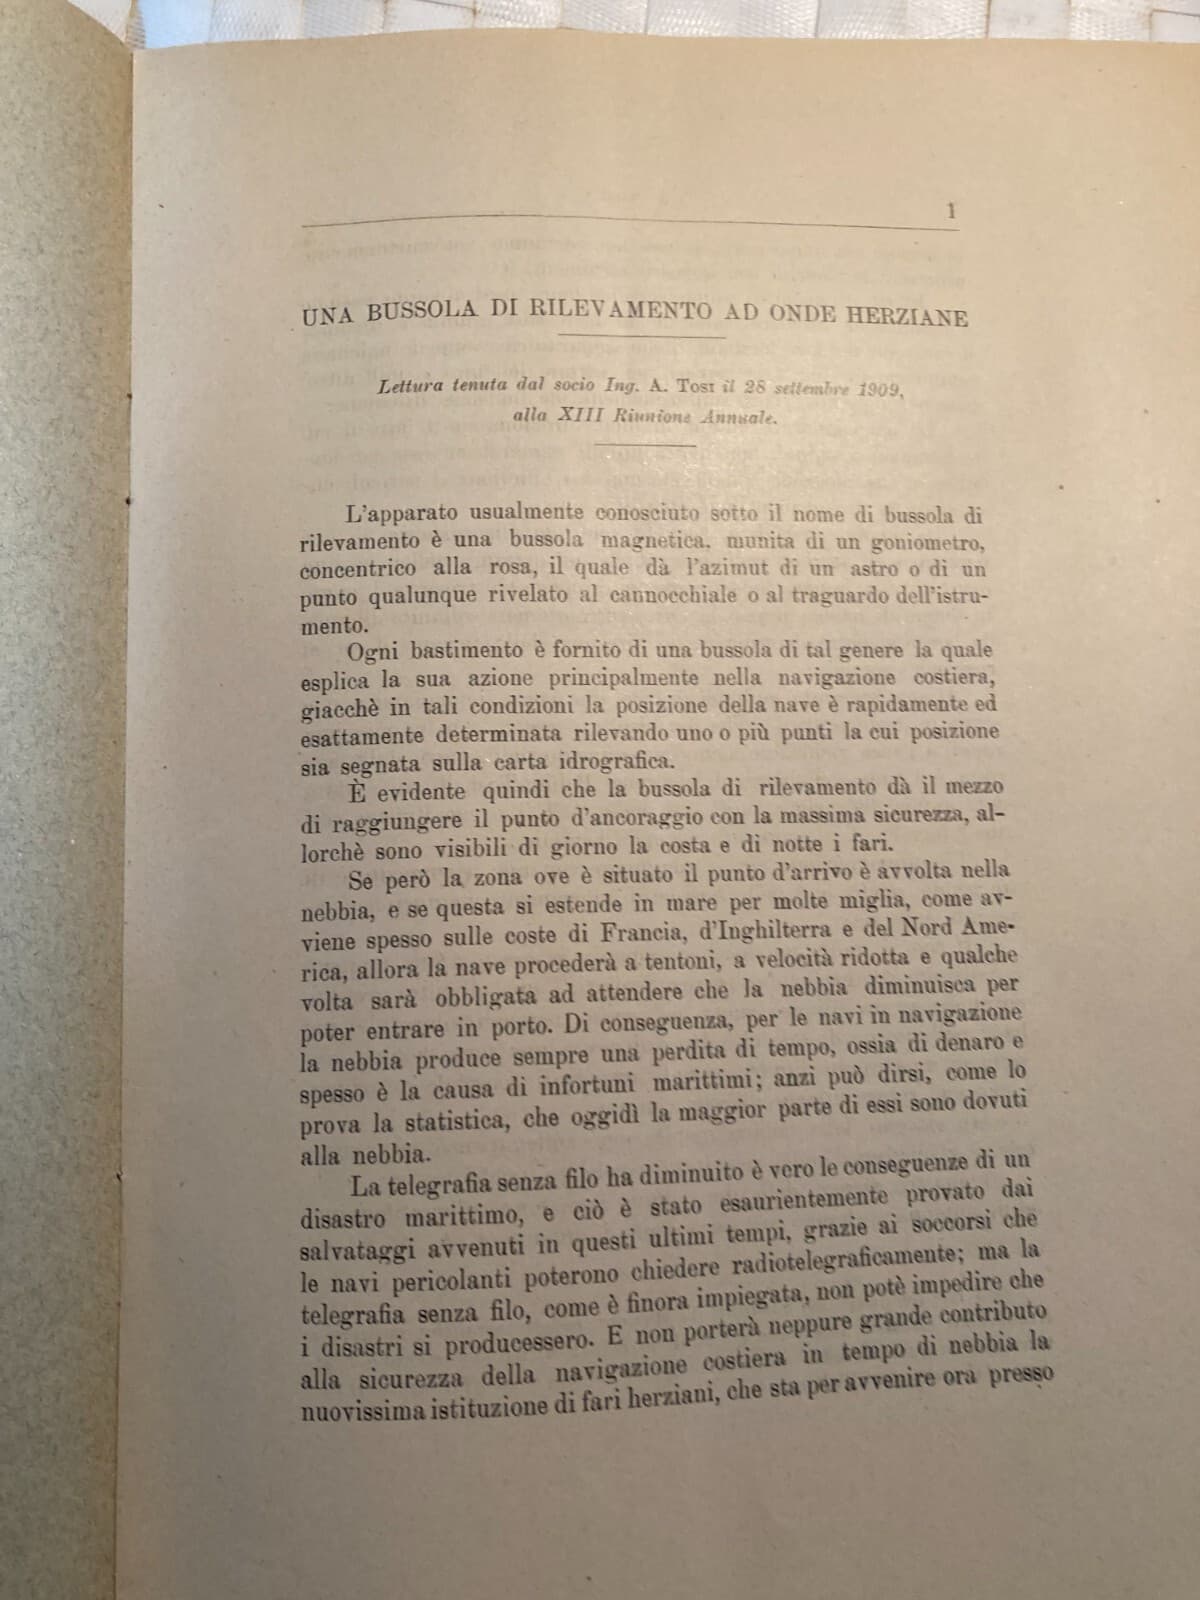 1
UNA BUSSOLA DI RILEVAMENTO AD ONDE HERZIANE
Lettura tenuta dal socio Ing. A. Tosi il 28 settembre 1909,
alla XIII Riunione Annuale.
L'apparato usualmente conosciuto sotto il nome di bussola di
rilevamento è una bussola magnetica, munita di un goniometro,
concentrico alla rosa, il quale dà l'azimut di un astro o di un
punto qualunque rivelato al cannocchiale o al traguardo dell'istru-
mento.
Ogni bastimento è fornito di una bussola di tal genere la quale
esplica la sua azione principalmente nella navigazione costiera,
giacchè in tali condizioni la posizione della nave è rapidamente ed
esattamente determinata rilevando uno o più punti la cui posizione
sia segnata sulla carta idrografica.
È evidente quindi che la bussola di rilevamento dà il mezzo
di raggiungere il punto d'ancoraggio con la massima sicurezza, al-
lorchè sono visibili di giorno la costa e di notte i fari.
Se però la zona ove è situato il punto d'arrivo è avvolta nella
nebbia, e se questa si estende in mare per molte miglia, come av-
viene spesso sulle coste di Francia, d'Inghilterra e del Nord Ame-
rica, allora la nave procederà a tentoni, a velocità ridotta e qualche
volta sarà obbligata ad attendere che la nebbia diminuisca per
poter entrare in porto. Di conseguenza, per le navi in navigazione
la nebbia produce sempre una perdita di tempo, ossia di denaro e
spesso è la causa di infortuni marittimi; anzi può dirsi, come lo
prova la statistica, che oggidì la maggior parte di essi sono dovuti
alla nebbia.
La telegrafia senza filo ha diminuito è vero le conseguenze di un
disastro marittimo, e ciò è stato esaurientemente provato dai
salvataggi avvenuti in questi ultimi tempi, grazie ai soccorsi che
le navi pericolanti poterono chiedere radiotelegraficamente; ma la
telegrafia senza filo, come è finora impiegata, non potè impedire che
i disastri si producessero. E non porterà neppure grande contributo
alla sicurezza della navigazione costiera in tempo di nebbia la
nuovissima istituzione di fari herziani, che sta per avvenire ora presso